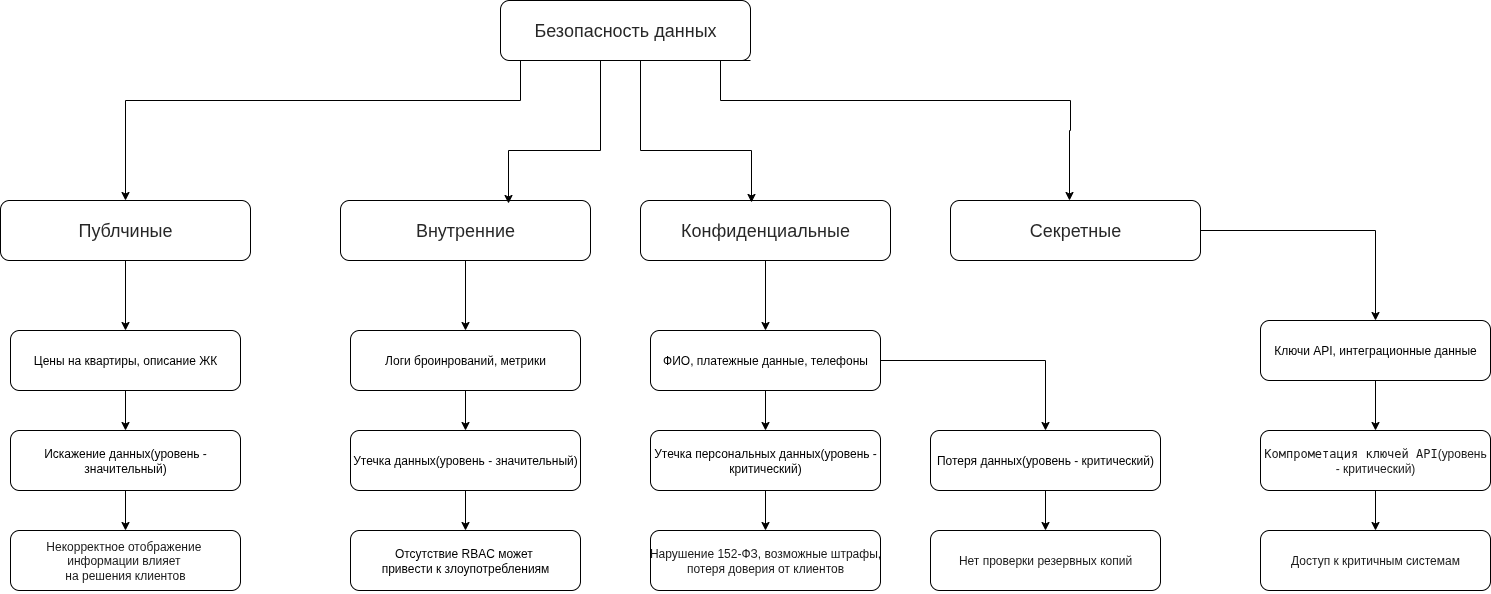 Безопасность данных
Публчиные
Внутренние
Конфиденциальные
Секретные
Цены на квартиры, описание ЖК
Логи броинрований, метрики
ФИО, платежные данные, телефоны
Ключи API, интеграционные данные
Искажение данных(уровень -
значительный)
Утечка данных(уровень - значительный)
Утечка персональных данных(уровень -
критический)
Потеря данных(уровень - критический)
Компрометация ключей API(уровень
- критический)
Некорректное отображение
информации влияет
на решения клиентов
Отсутствие RBAC может
привести к злоупотреблениям
Нарушение 152-ФЗ, возможные штрафы,
потеря доверия от клиентов
Нет проверки резервных копий
Доступ к критичным системам